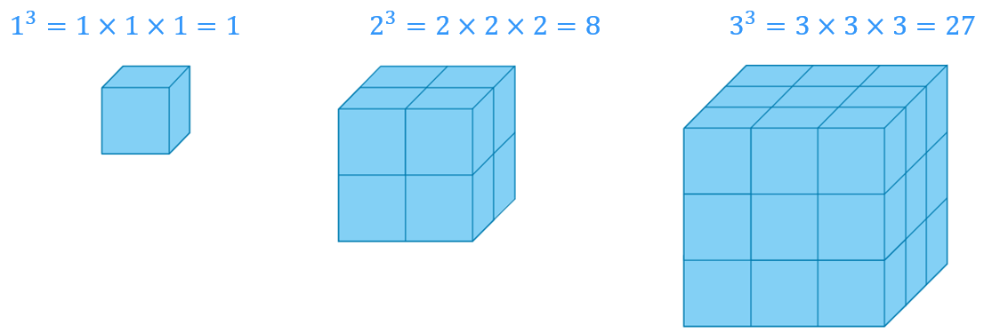 1³ = 1 × 1 × 1 = 1
2³ = 2 × 2 × 2 = 8
3³ = 3 × 3 × 3 = 27